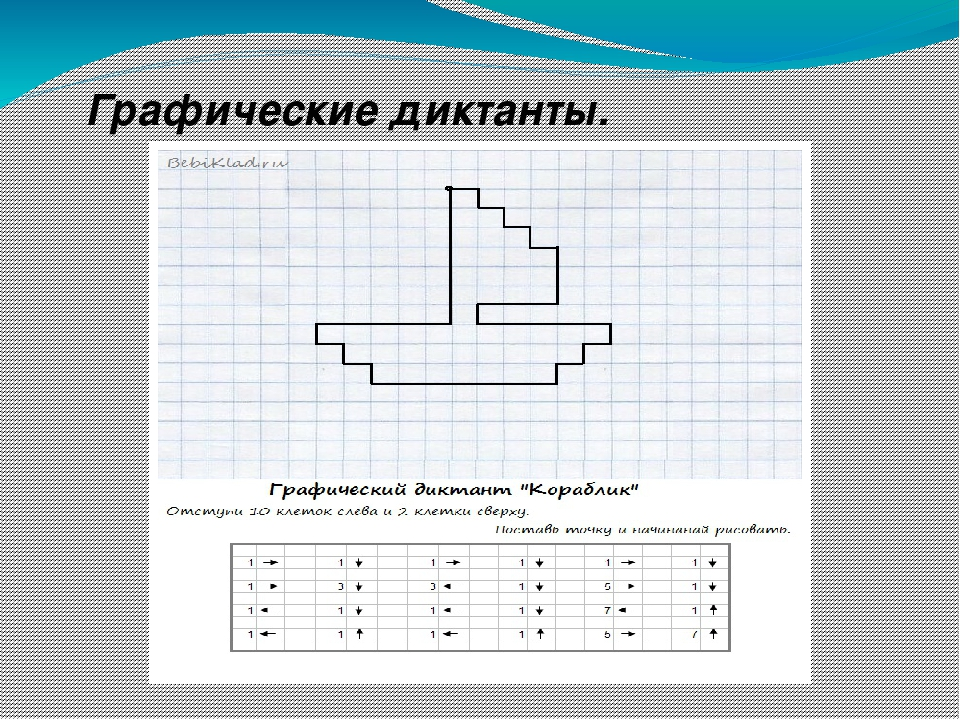 Графические диктанты.
BebiKlad.ru
Графический диктант "Кораблик"
Отступи 10 клеток слева и 2 клетки сверху.
Поставь точку и начинанай рисовать.
1 → 1 ↓ 1 → 1 ↓ 1 → 1 ↓
1 → 3 ↓ 3 ← 1 ↓ 5 → 1 ↓
1 ← 1 ↓ 1 ← 1 ↓ 7 ← 1 ↑
1 ← 1 ↑ 1 ← 1 ↑ 5 → 7 ↑